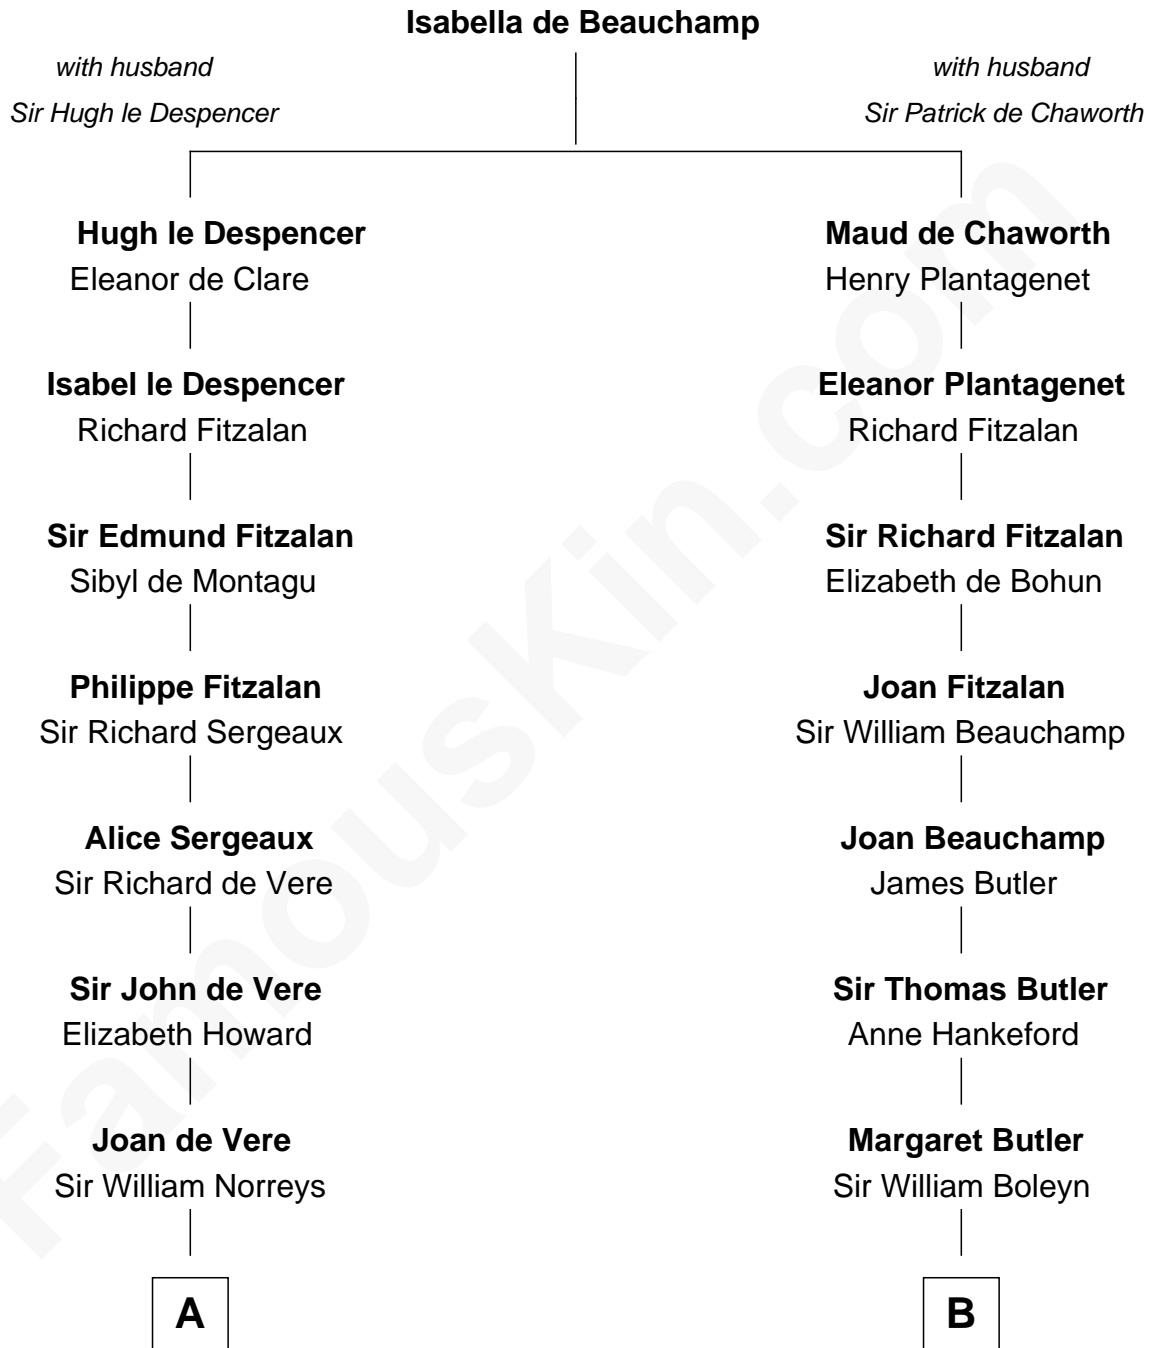 Isabella de Beauchamp
with husband
Sir Hugh le Despencer
with husband
Sir Patrick de Chaworth
Hugh le Despencer
Eleanor de Clare
Maud de Chaworth
Henry Plantagenet
Isabel le Despencer
Richard Fitzalan
Eleanor Plantagenet
Richard Fitzalan
Sir Edmund Fitzalan
Sibyl de Montagu
Sir Richard Fitzalan
Elizabeth de Bohun
Philippe Fitzalan
Sir Richard Sergeaux
Joan Fitzalan
Sir William Beauchamp
Alice Sergeaux
Sir Richard de Vere
Joan Beauchamp
James Butler
Sir John de Vere
Elizabeth Howard
Sir Thomas Butler
Anne Hankeford
Joan de Vere
Sir William Norreys
Margaret Butler
Sir William Boleyn
A
B
FamousKin.com